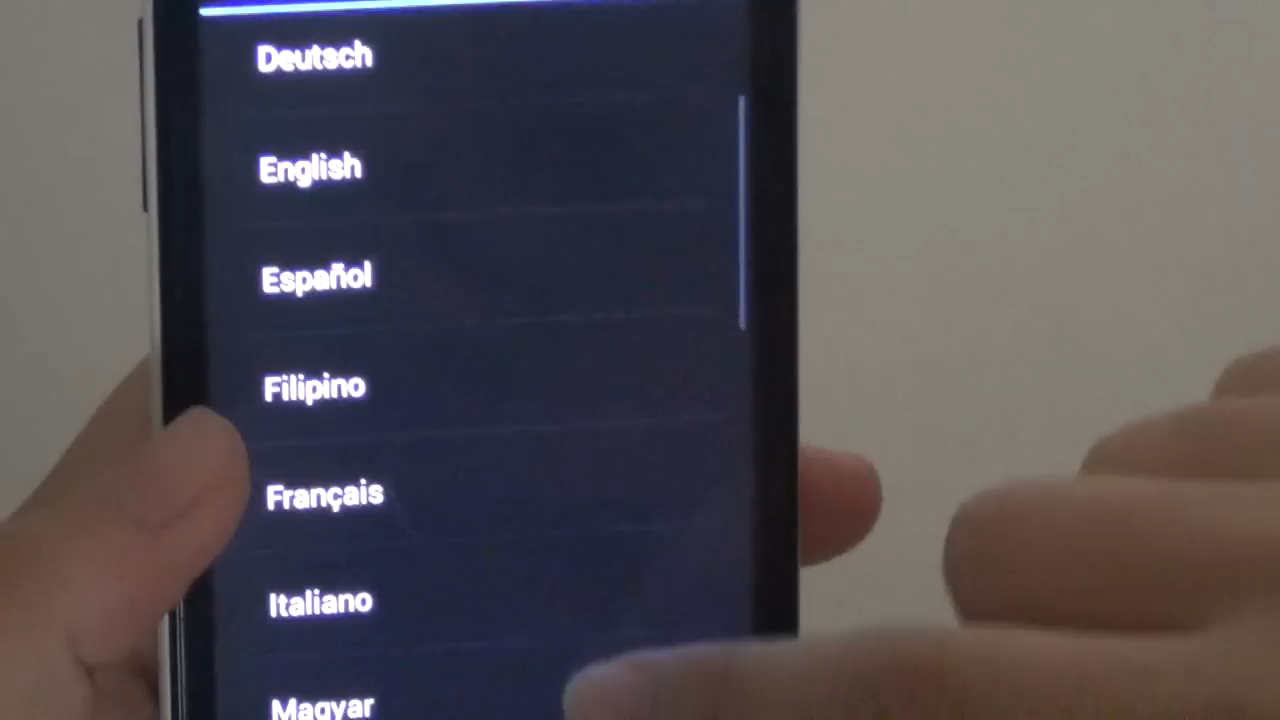 Deutsch
English
Español
Filipino
Français
Italiano
Magyar